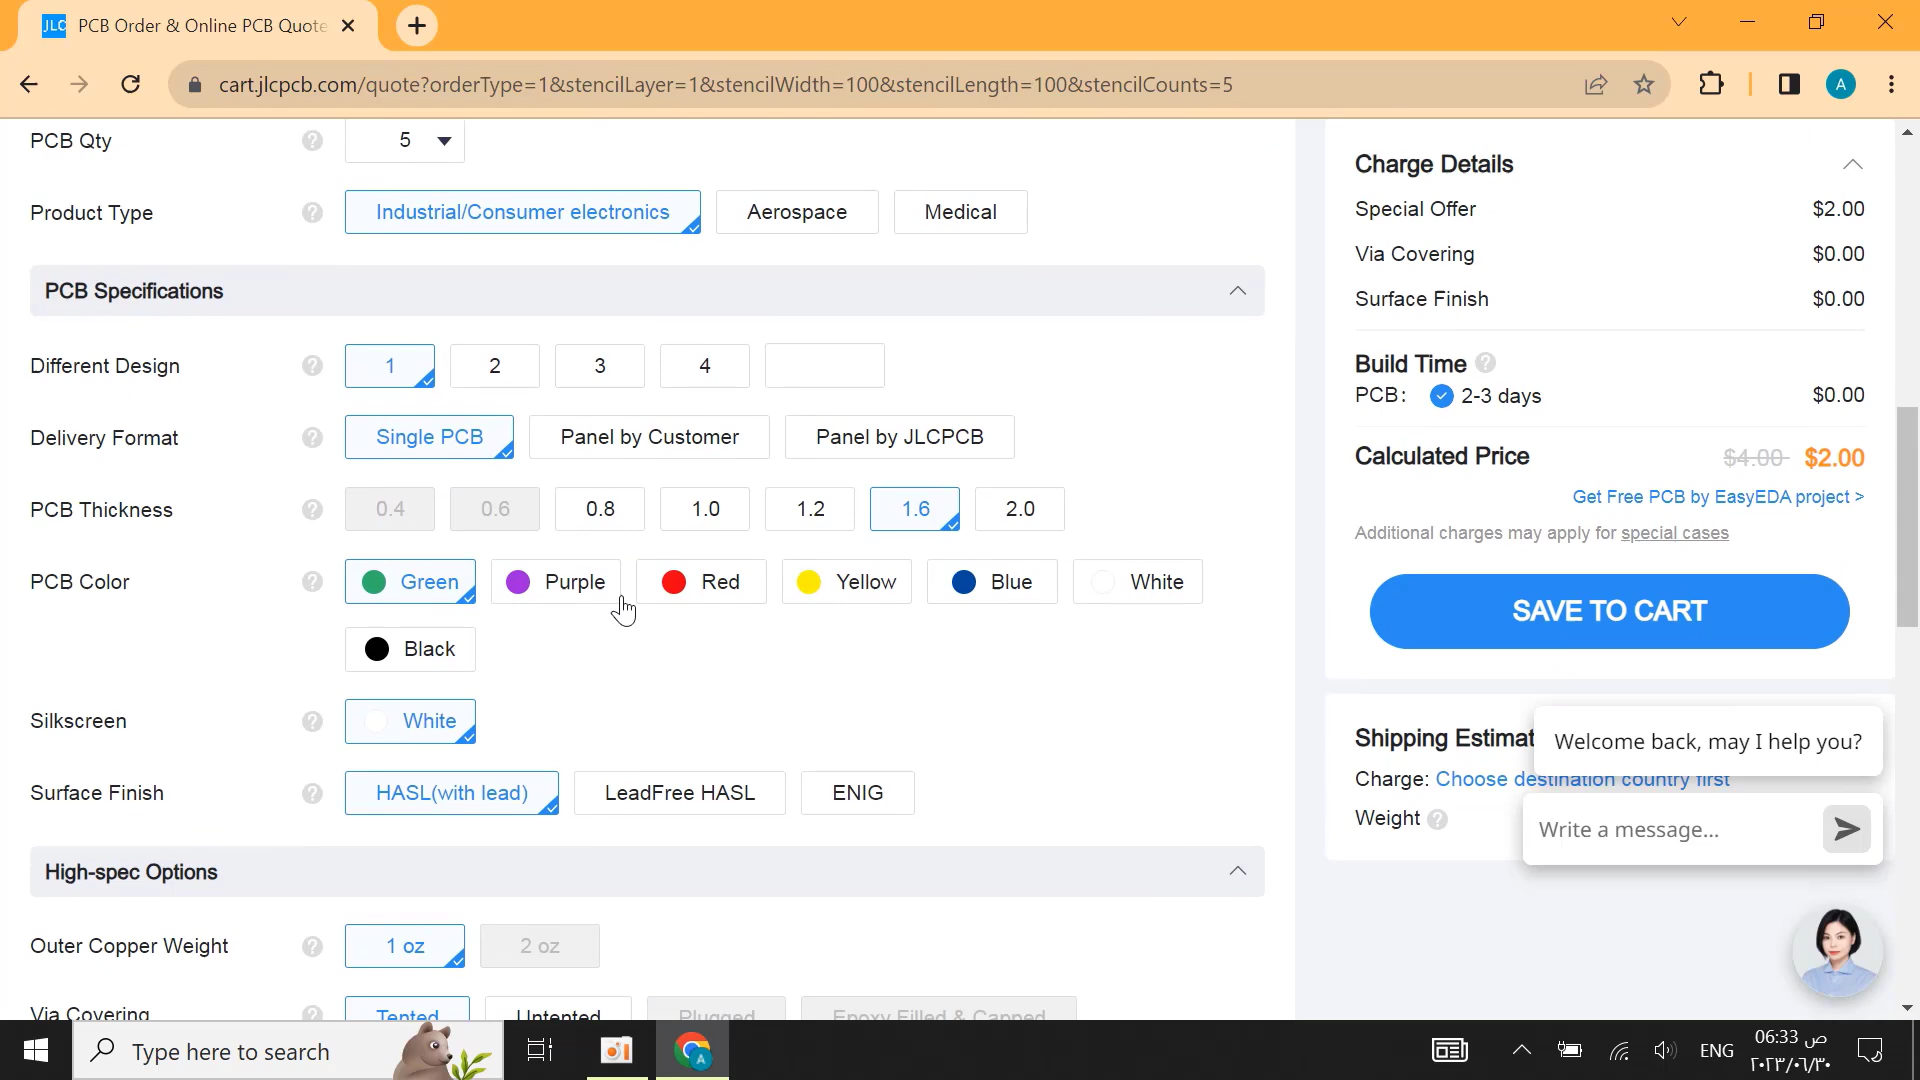 JLC PCB Order & Online PCB Quote
cart.jlcpcb.com/quote?orderType=1&stencilLayer=1&stencilWidth=100&stencilLength=100&stencilCounts=5
A
PCB Qty ? 5
Product Type ? Industrial/Consumer electronics Aerospace Medical
PCB Specifications
Different Design ? 1 2 3 4
Delivery Format ? Single PCB Panel by Customer Panel by JLCPCB
PCB Thickness ? 0.4 0.6 0.8 1.0 1.2 1.6 2.0
PCB Color ? Green Purple Red Yellow Blue White
Black
Silkscreen ? White
Surface Finish ? HASL(with lead) LeadFree HASL ENIG
High-spec Options
Outer Copper Weight ? 1 oz 2 oz
Via Covering ? Tented Untented Plugged Epoxy Filled & Capped
Charge Details
Special Offer $2.00
Via Covering $0.00
Surface Finish $0.00
Build Time ?
PCB: 2-3 days $0.00
Calculated Price $4.00 $2.00
Get Free PCB by EasyEDA project >
Additional charges may apply for special cases
SAVE TO CART
Shipping Estimat
Welcome back, may I help you?
Charge: Choose destination country first
Weight ?
Write a message...
Type here to search
A
ENG
06:33 ص
٢٠٢٣/٠٦/٣٠